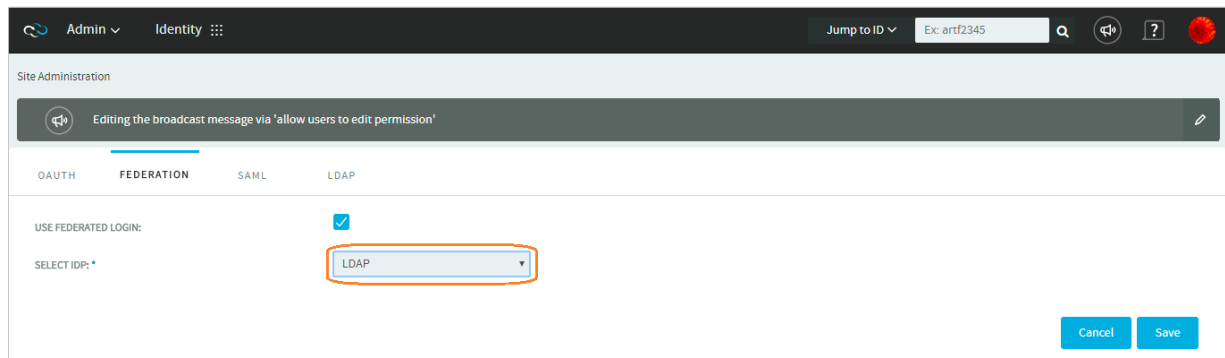 Admin Identity Jump to ID Ex: artf2345 ?
Site Administration
Editing the broadcast message via 'allow users to edit permission'
OAUTH FEDERATION SAML LDAP
USE FEDERATED LOGIN:
SELECT IDP: * LDAP
Cancel Save